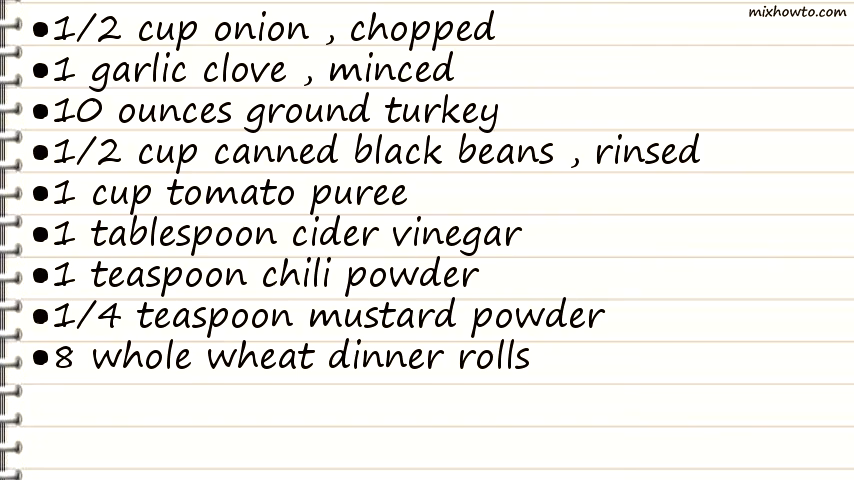 mixhowto.com
•1/2 cup onion , chopped
•1 garlic clove , minced
•10 ounces ground turkey
•1/2 cup canned black beans , rinsed
•1 cup tomato puree
•1 tablespoon cider vinegar
•1 teaspoon chili powder
•1/4 teaspoon mustard powder
•8 whole wheat dinner rolls